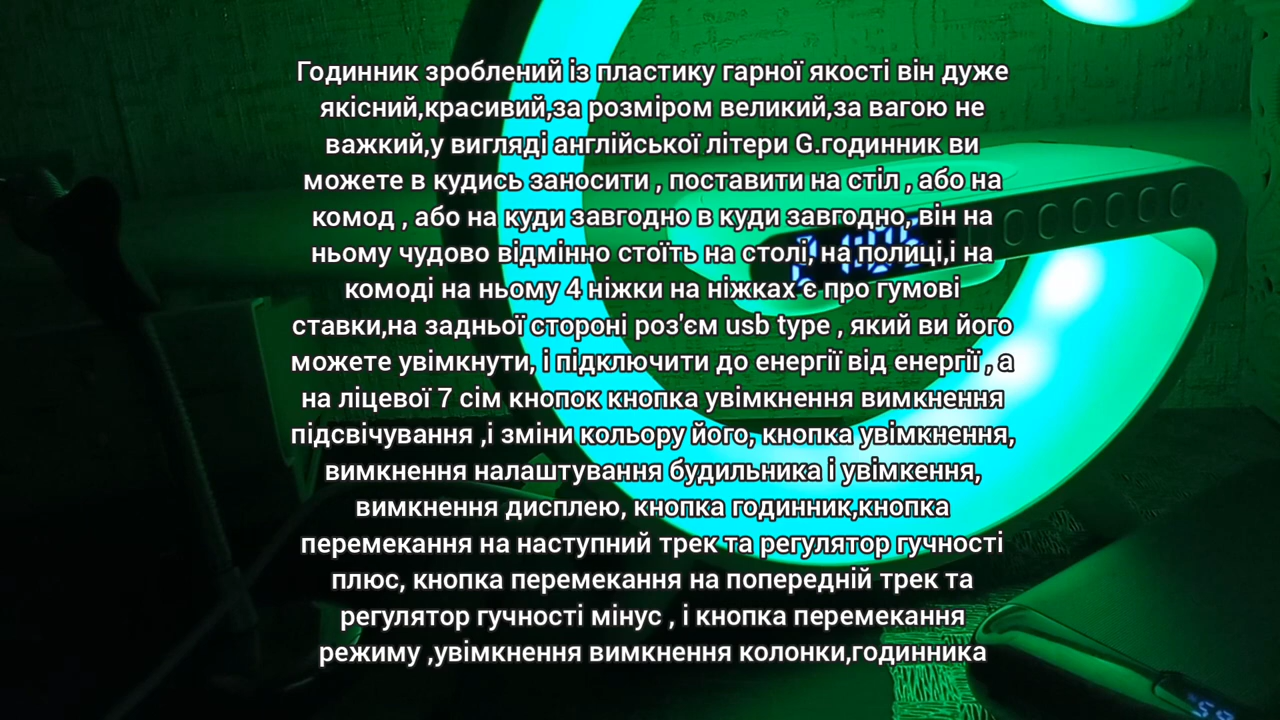 Годинник зроблений із пластику гарної якості він дуже
якісний,красивий,за розміром великий,за вагою не
важкий,у вигляді англійської літери G.годинник ви
можете в кудись заносити , поставити на стіл , або на
комод , або на куди завгодно в куди завгодно, він на
ньому чудово відмінно стоїть на столі, на полиці,і на
комоді на ньому 4 ніжки на ніжках є про гумові
ставки,на задньої стороні роз'єм usb type , який ви його
можете увімкнути, і підключити до енергії від енергії , а
на ліцевої 7 сім кнопок кнопка увімкнення вимкнення
підсвічування ,і зміни кольору його, кнопка увімкнення,
вимкнення налаштування будильника і увімкення,
вимкнення дисплею, кнопка годинник,кнопка
перемекання на наступний трек та регулятор гучності
плюс, кнопка перемекання на попередній трек та
регулятор гучності мінус , і кнопка перемекання
режиму ,увімкнення вимкнення колонки,годинника